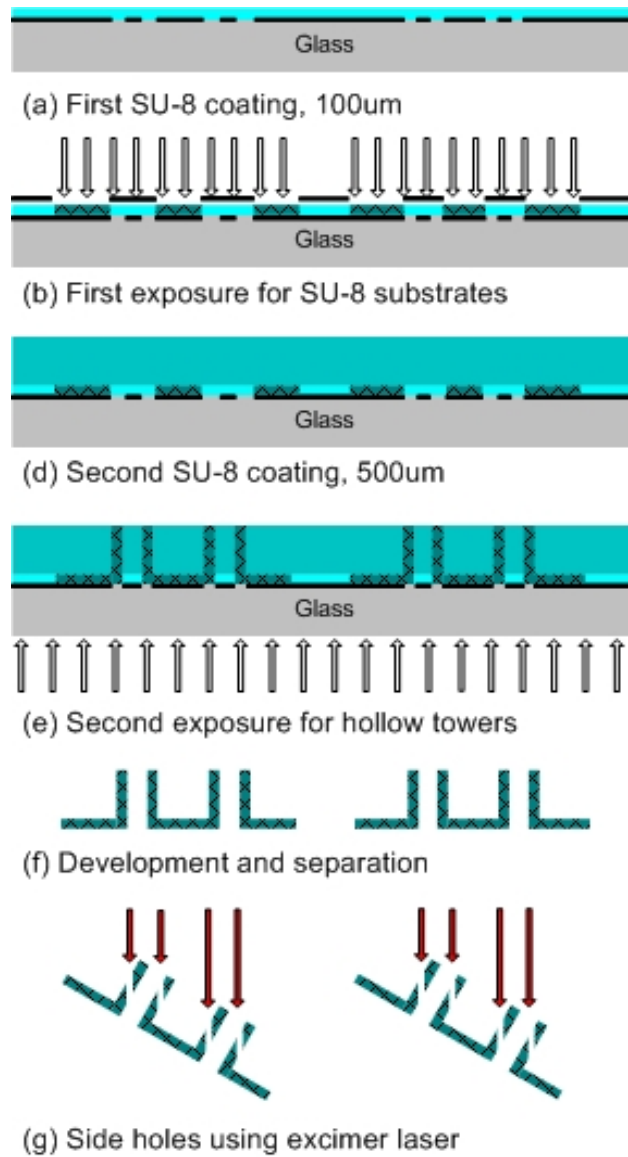 Glass
(a) First SU-8 coating, 100um
Glass
(b) First exposure for SU-8 substrates
Glass
(d) Second SU-8 coating, 500um
Glass
(e) Second exposure for hollow towers
(f) Development and separation
(g) Side holes using excimer laser